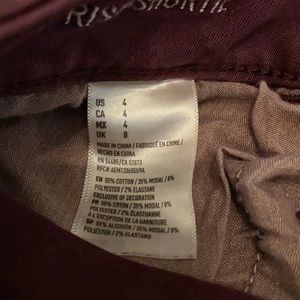 US 4
CA 4
MX 4
UK 8
MADE IN CHINA / FABRIQUÉ EN CHINE /
HECHO EN CHINA
RN 54485/CA 03873
EN 55% COTTON / 35% MODAL / 8%
POLYESTER / 2% ELASTANE
EXCLUSIVE OF DECORATION
FR 55% COTON / 35% MODAL / 8%
POLYESTER / 2% ÉLASTHANNE
À L'EXCEPTION DE LA GARNITURE
SP 55% ALGODÓN / 35% MODAL / 8%
POLIÉSTER / 2% ELASTANO